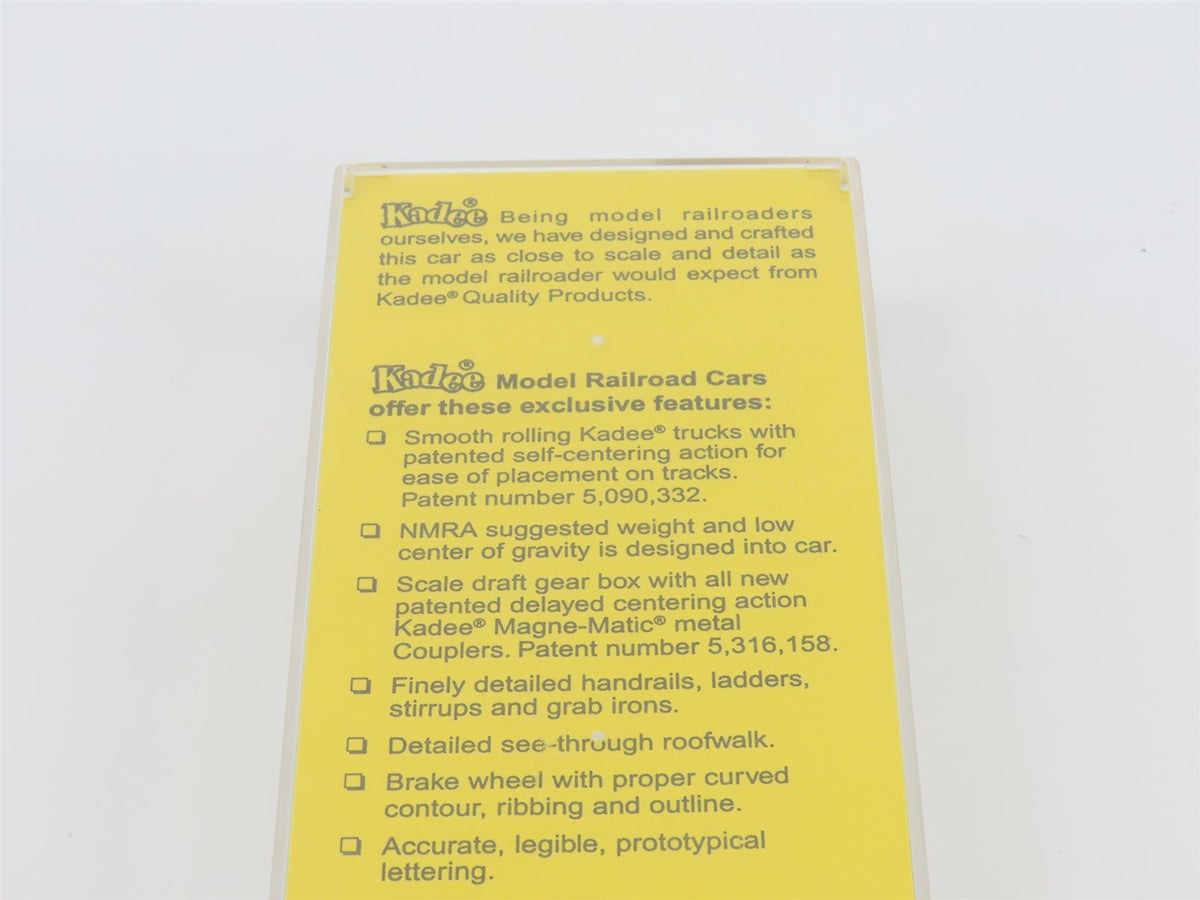 Kadee® Being model railroaders
ourselves, we have designed and crafted
this car as close to scale and detail as
the model railroader would expect from
Kadee® Quality Products.
Kadee® Model Railroad Cars
offer these exclusive features:
❏ Smooth rolling Kadee® trucks with
patented self-centering action for
ease of placement on tracks.
Patent number 5,090,332.
❏ NMRA suggested weight and low
center of gravity is designed into car.
❏ Scale draft gear box with all new
patented delayed centering action
Kadee® Magne-Matic® metal
Couplers. Patent number 5,316,158.
❏ Finely detailed handrails, ladders,
stirrups and grab irons.
❏ Detailed see-through roofwalk.
❏ Brake wheel with proper curved
contour, ribbing and outline.
❏ Accurate, legible, prototypical
lettering.